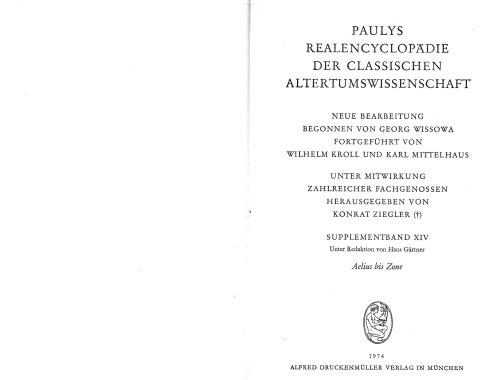 PAULYS
REALENCYCLOPÄDIE
DER CLASSISCHEN
ALTERTUMSWISSENSCHAFT
NEUE BEARBEITUNG
BEGONNEN VON GEORG WISSOWA
FORTGEFÜHRT VON
WILHELM KROLL UND KARL MITTELHAUS
UNTER MITWIRKUNG
ZAHLREICHER FACHGENOSSEN
HERAUSGEGEBEN VON
KONRAT ZIEGLER (†)
SUPPLEMENTBAND XIV
Unter Redaktion von Hans Gärtner
Aelius bis Zone
1974
ALFRED DRUCKENMÜLLER VERLAG IN MÜNCHEN